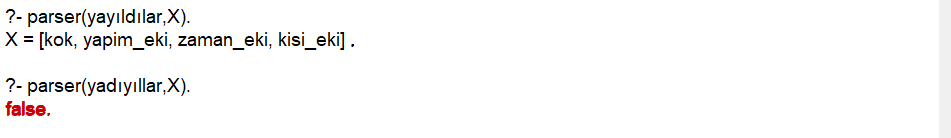 ?- parser(yayıldılar,X).
X = [kok, yapim_eki, zaman_eki, kisi_eki] .
?- parser(yadıyıllar,X).
false.